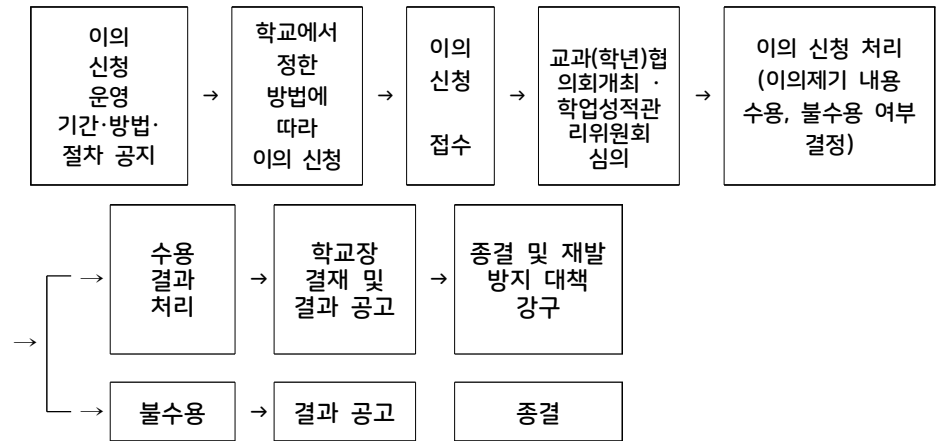 이의
신청
운영
기간·방법·
절차 공지
→
학교에서
정한
방법에
따라
이의 신청
→
이의
신청
접수
→
교과(학년)협
의회개최 ·
학업성적관
리위원회
심의
→
이의 신청 처리
(이의제기 내용
수용, 불수용 여부
결정)
→
→
수용
결과
처리
→
학교장
결재 및
결과 공고
→
종결 및 재발
방지 대책
강구
→
불수용
→
결과 공고
종결